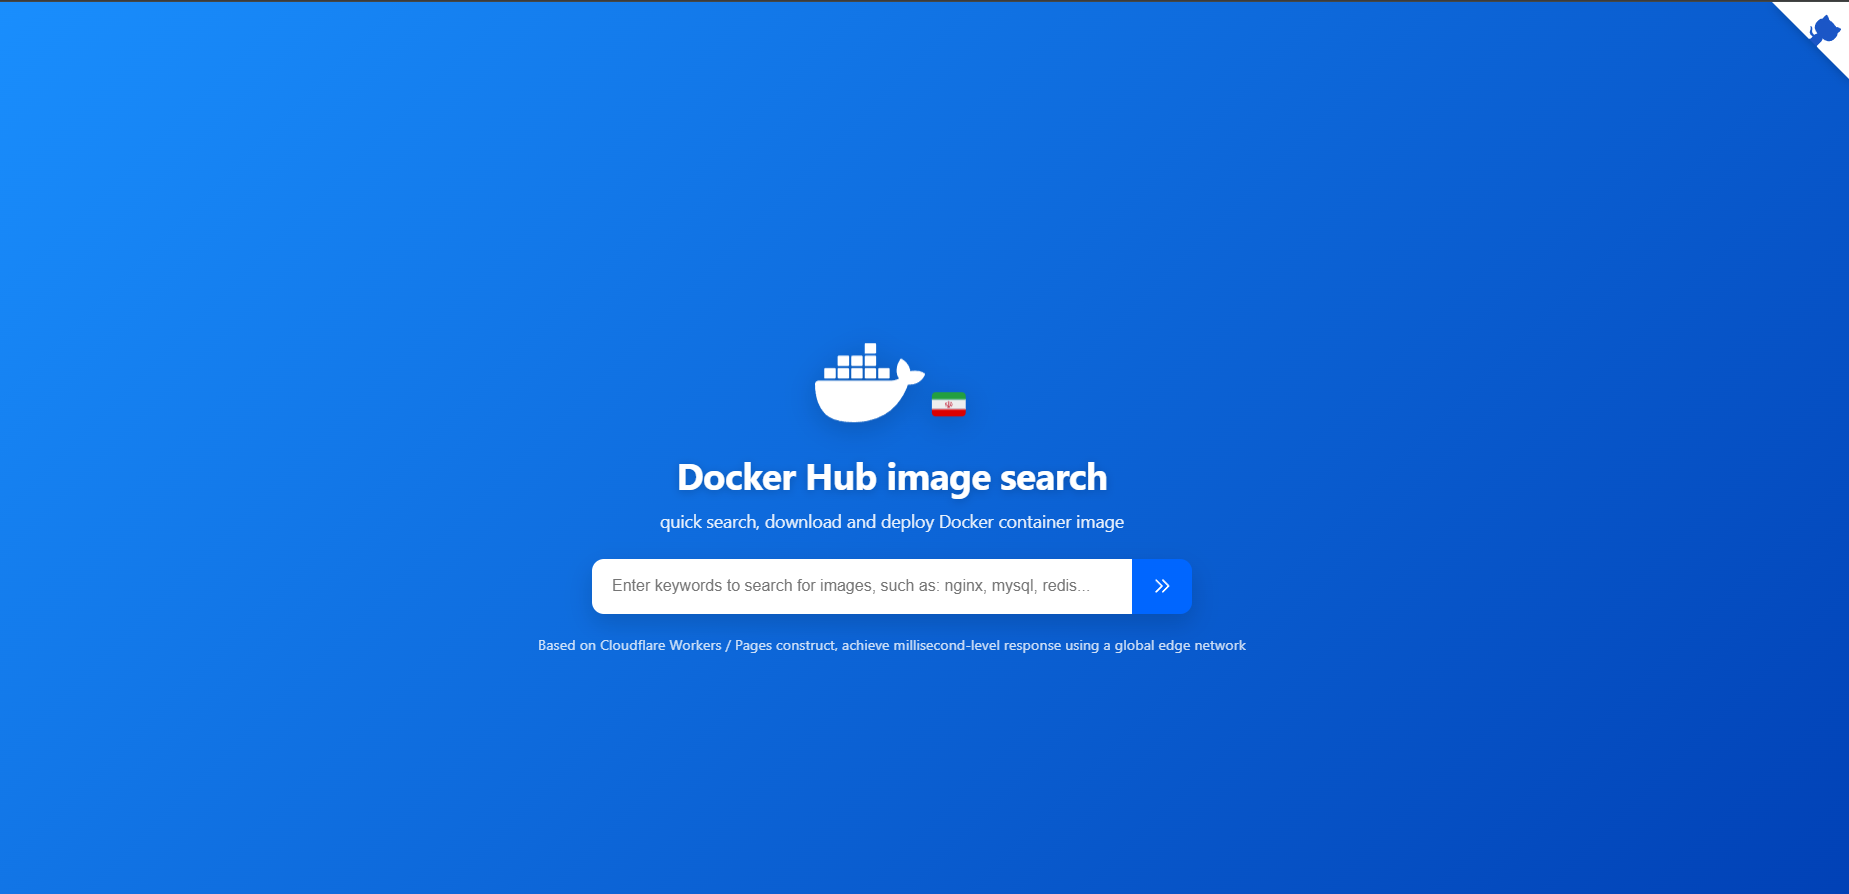 Docker Hub image search
quick search, download and deploy Docker container image
Enter keywords to search for images, such as: nginx, mysql, redis...
Based on Cloudflare Workers / Pages construct, achieve millisecond-level response using a global edge network